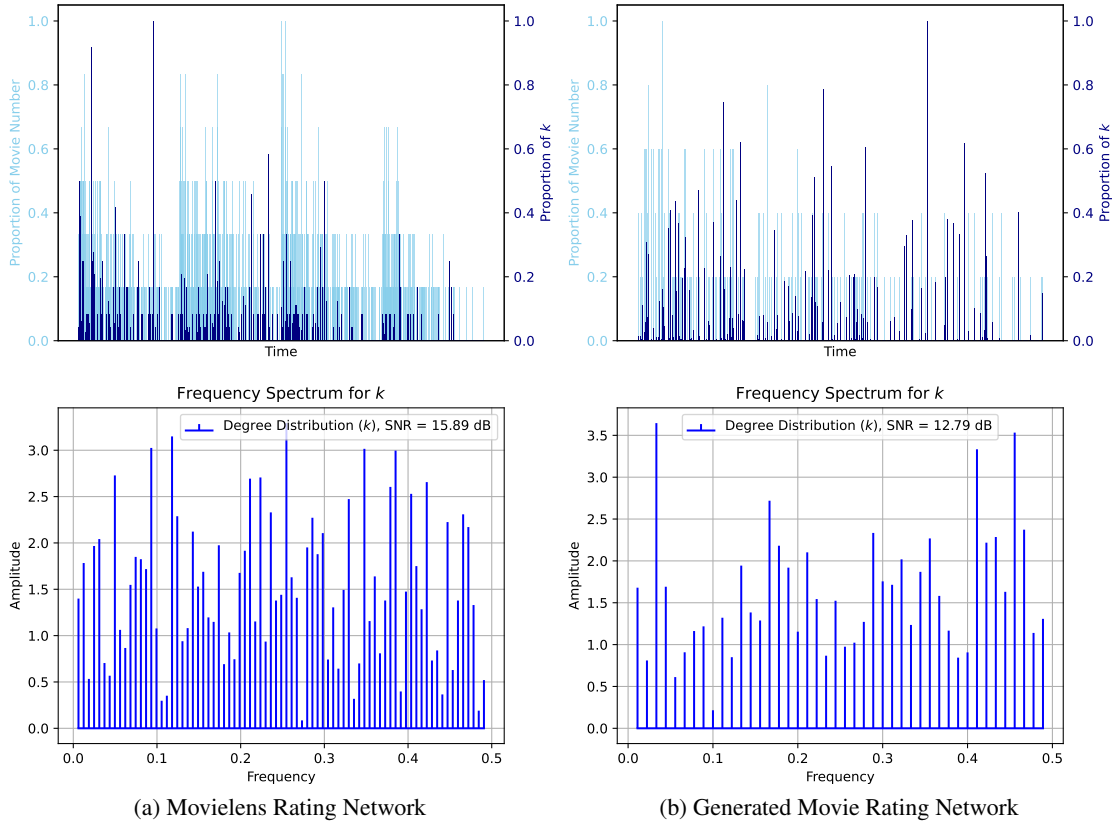 1.0
0.8
0.6
0.4
0.2
0.0
Proportion of Movie Number
Time
1.0
0.8
0.6
0.4
0.2
0.0
Proportion of k
1.0
0.8
0.6
0.4
0.2
0.0
Proportion of Movie Number
Time
1.0
0.8
0.6
0.4
0.2
0.0
Proportion of k
Frequency Spectrum for k
Degree Distribution (k), SNR = 15.89 dB
3.0
2.5
2.0
1.5
1.0
0.5
0.0
Amplitude
0.0 0.1 0.2 0.3 0.4 0.5
Frequency
(a) Movielens Rating Network
Frequency Spectrum for k
Degree Distribution (k), SNR = 12.79 dB
3.5
3.0
2.5
2.0
1.5
1.0
0.5
0.0
Amplitude
0.0 0.1 0.2 0.3 0.4 0.5
Frequency
(b) Generated Movie Rating Network